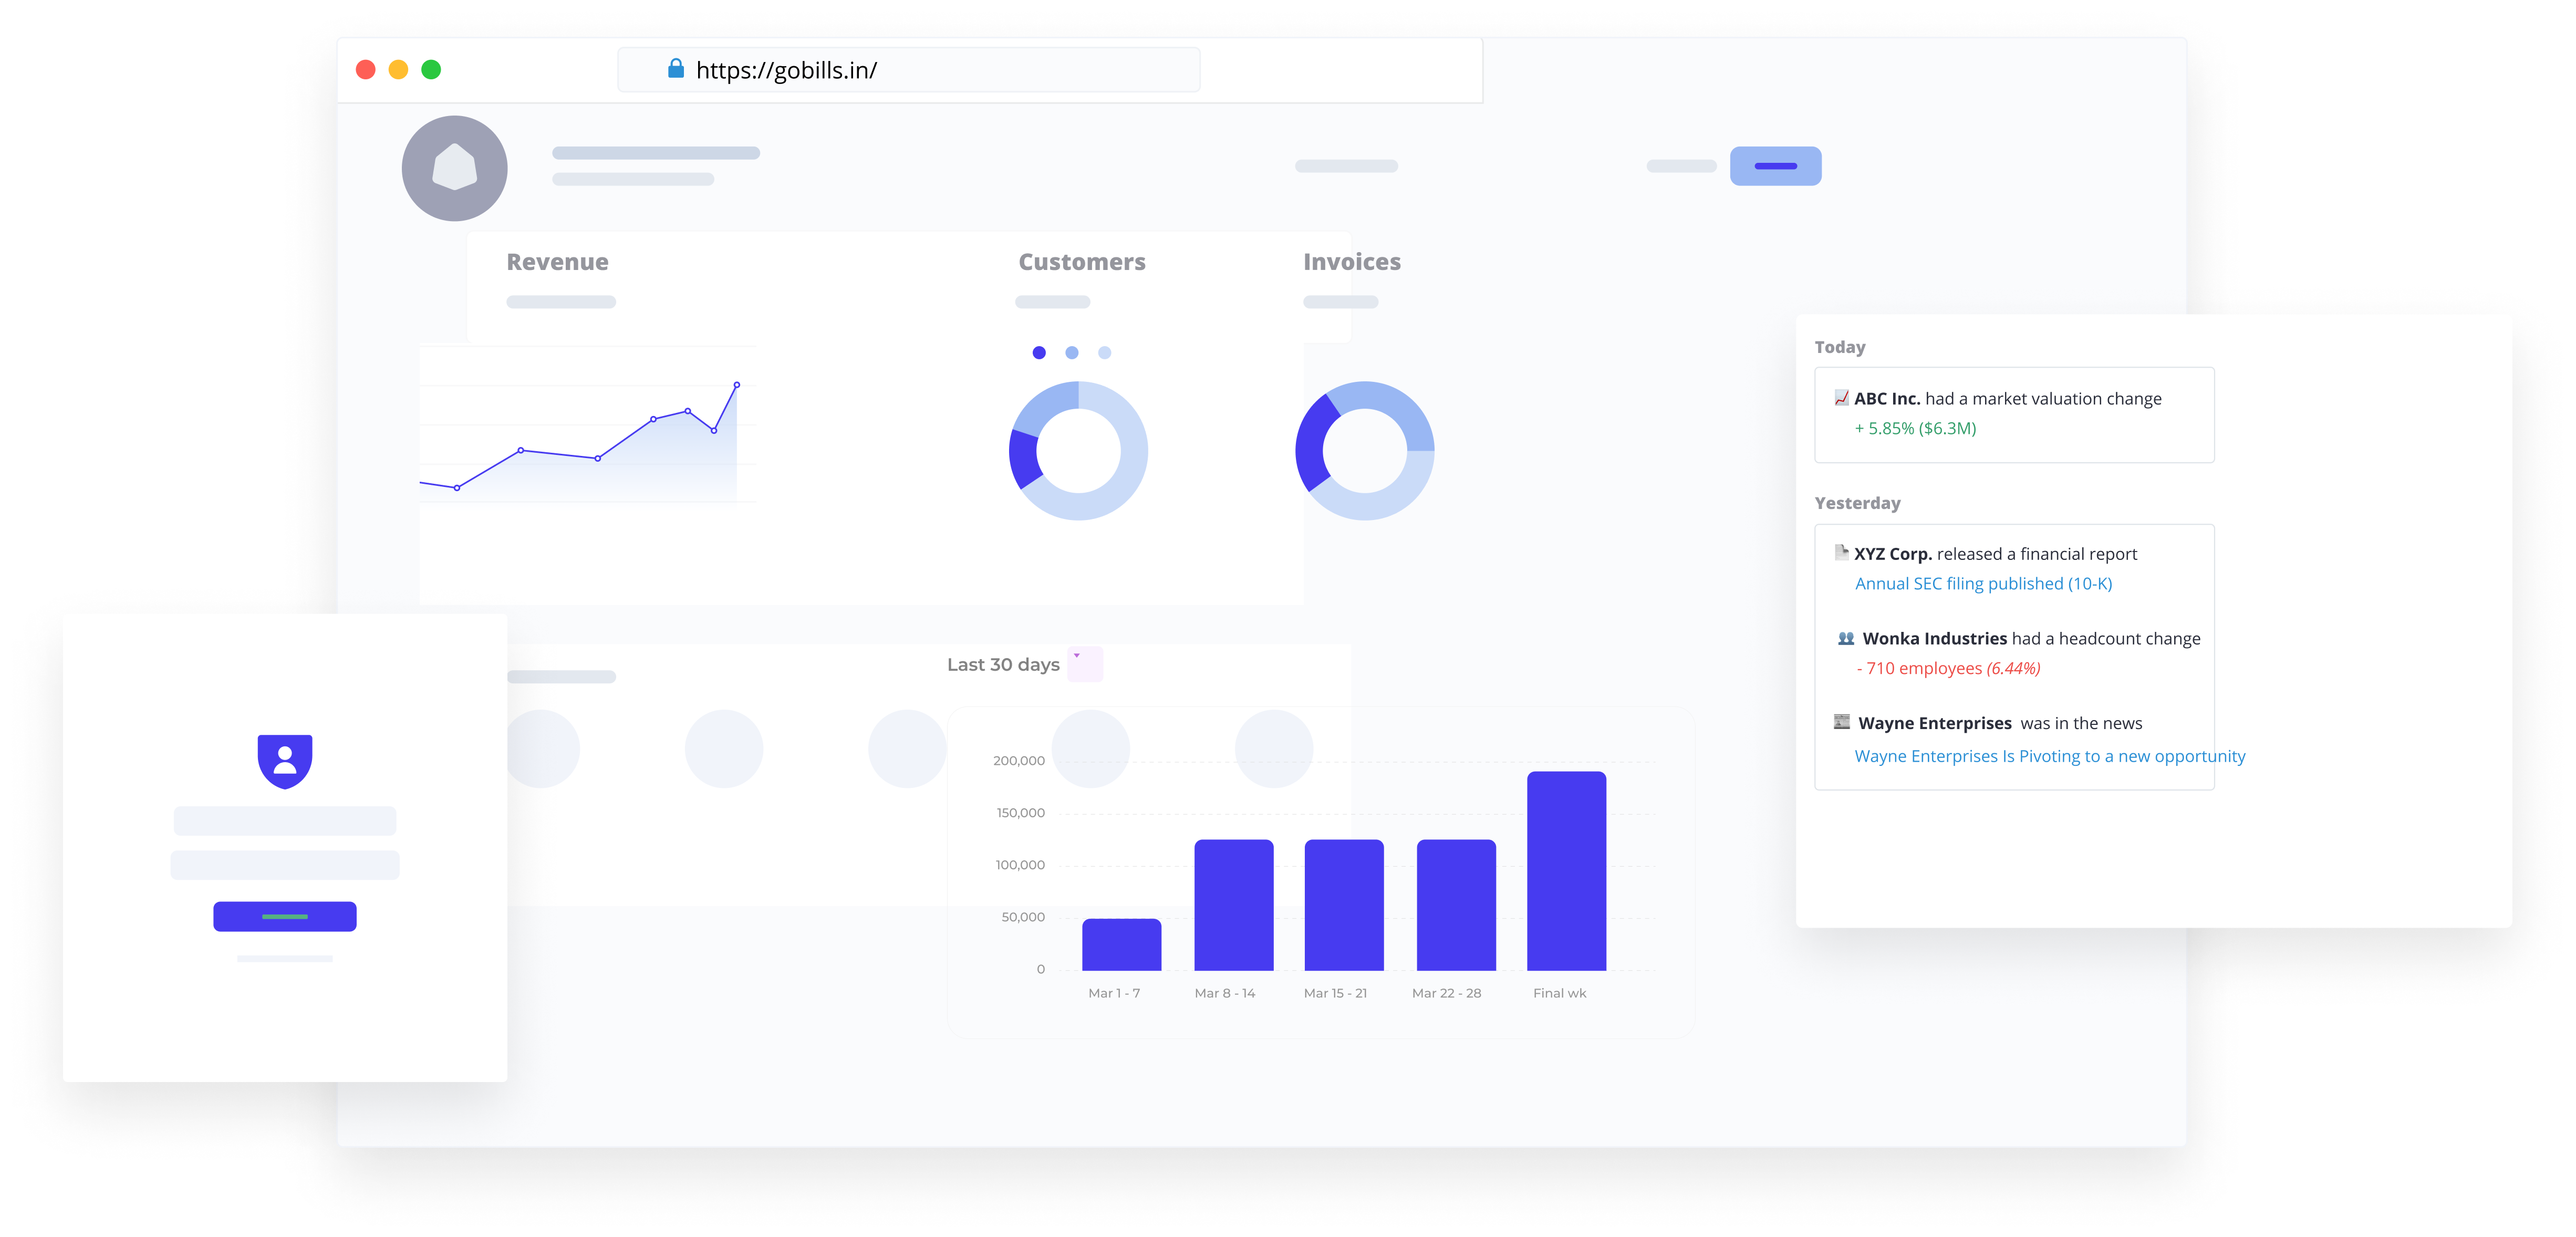 https://gobills.in/
Revenue
Customers
Invoices
Today
ABC Inc. had a market valuation change
+ 5.85% ($6.3M)
Yesterday
XYZ Corp. released a financial report
Annual SEC filing published (10-K)
Wonka Industries had a headcount change
- 710 employees (6.44%)
Wayne Enterprises was in the news
Wayne Enterprises Is Pivoting to a new opportunity
Last 30 days
200,000
150,000
100,000
50,000
0
Mar 1 - 7
Mar 8 - 14
Mar 15 - 21
Mar 22 - 28
Final wk